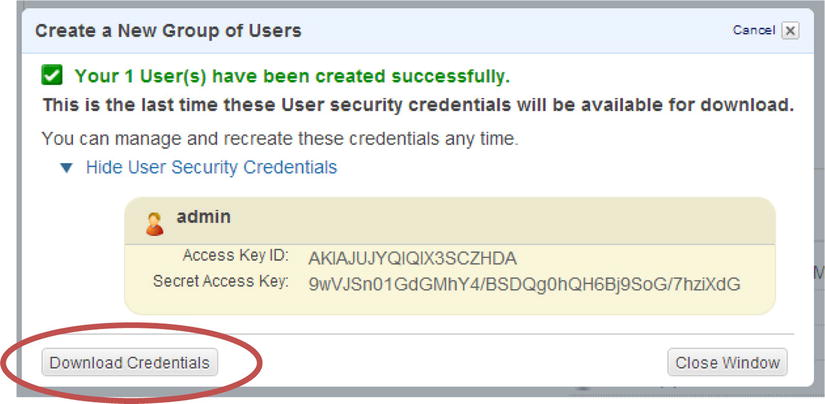 Create a New Group of Users
Cancel
Your 1 User(s) have been created successfully.
This is the last time these User security credentials will be available for download.
You can manage and recreate these credentials any time.
Hide User Security Credentials
admin
Access Key ID: AKIAJUJYQIQIX3SCZHDA
Secret Access Key: 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
Download Credentials
Close Window